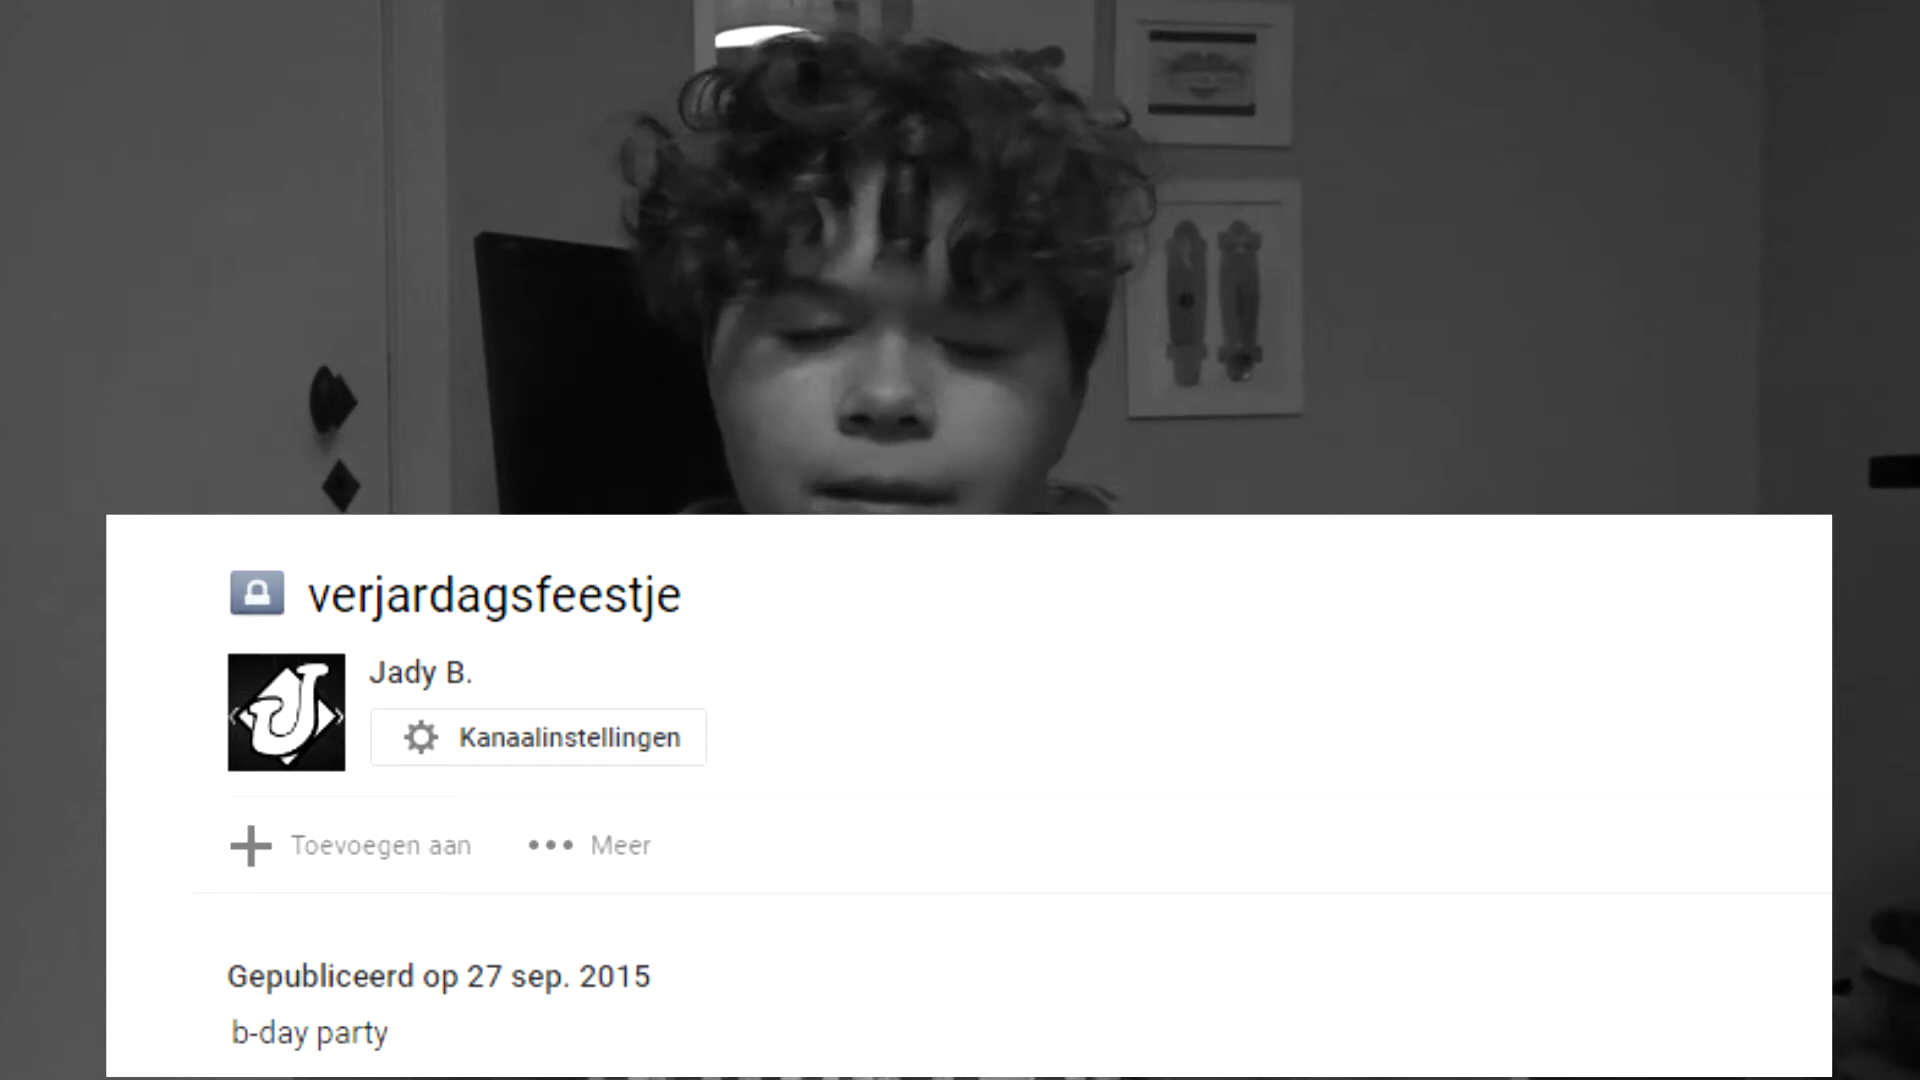 verjardagsfeestje
Jady B.
Kanaalinstellingen
Toevoegen aan
Meer
Gepubliceerd op 27 sep. 2015
b-day party